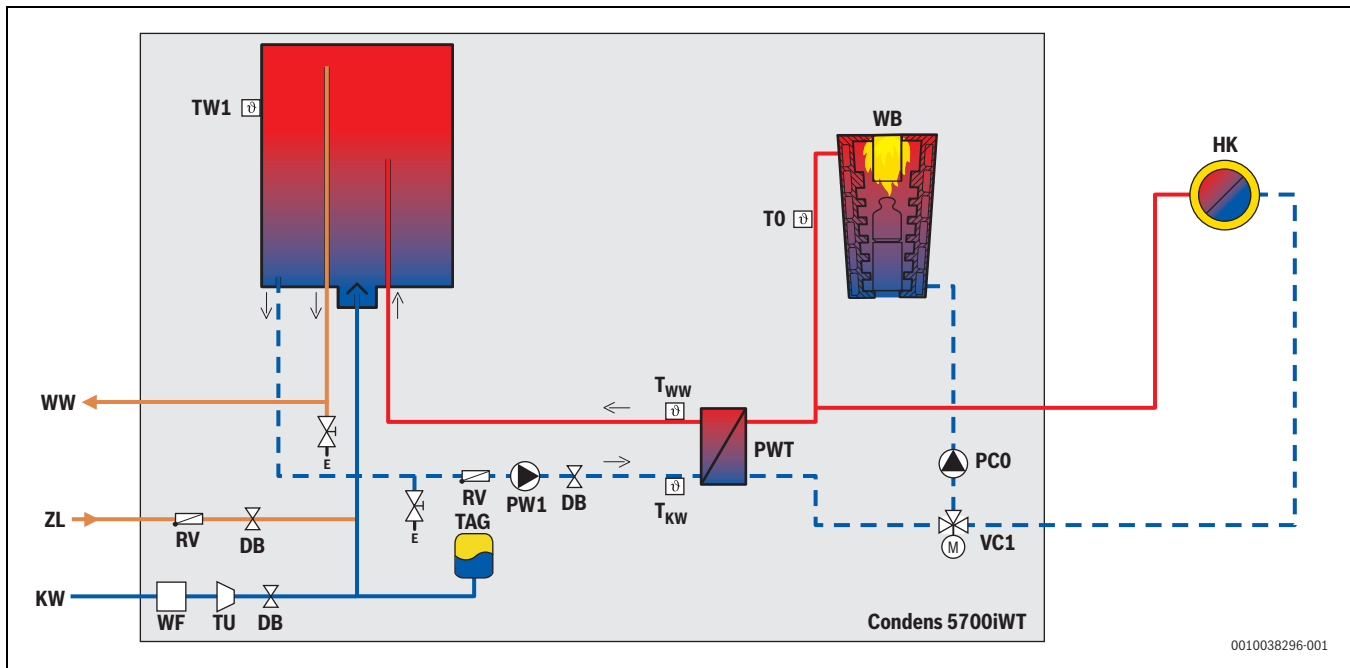 TW1
ϑ
WB
HK
T0
ϑ
WW
E
TWW
ϑ
PWT
PC0
RV
PW1
DB
ϑ
TKW
E
ZL
RV
DB
TAG
VC1
M
KW
WF
TU
DB
Condens 5700iWT
0010038296-001